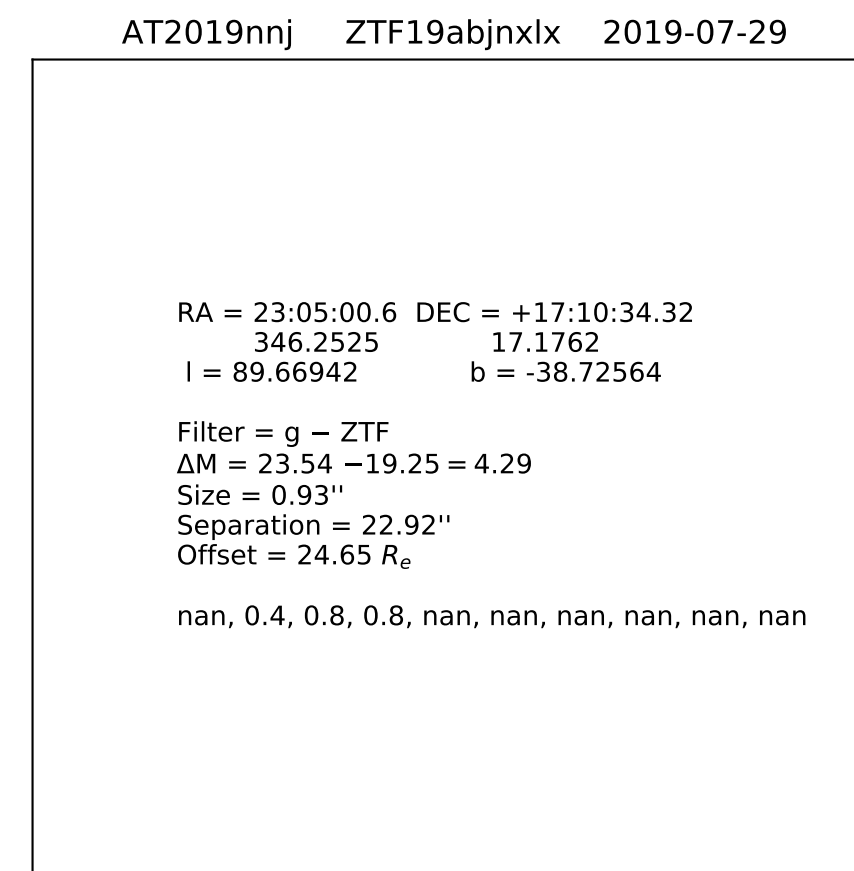 AT2019nnj ZTF19abjnxlx 2019-07-29
RA = 23:05:00.6 DEC = +17:10:34.32
346.2525 17.1762
l = 89.66942 b = -38.72564
Filter = g − ZTF
ΔM = 23.54 −19.25 = 4.29
Size = 0.93''
Separation = 22.92''
Offset = 24.65 Rₑ
nan, 0.4, 0.8, 0.8, nan, nan, nan, nan, nan, nan